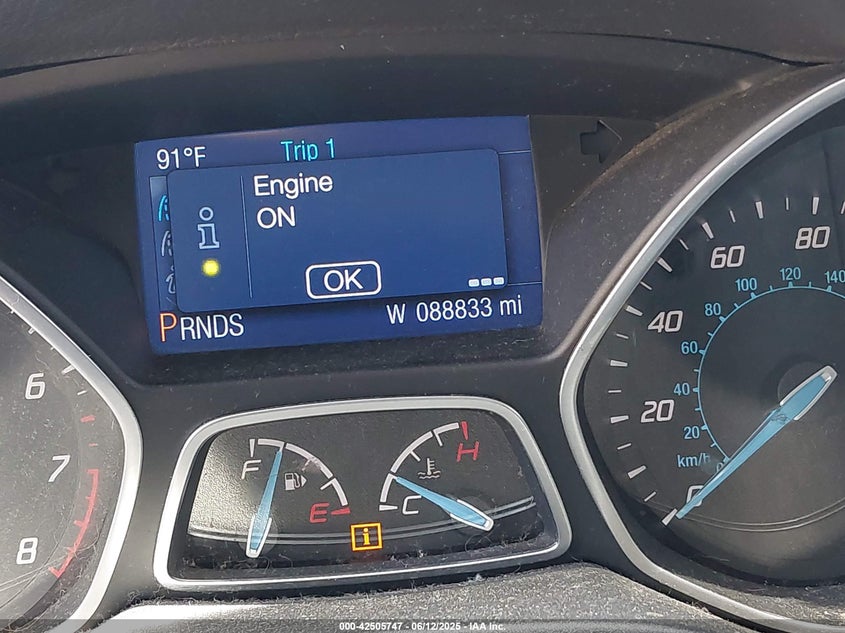 91°F Trip 1
Engine
ON
i
OK
PRNDS W 088833 mi
6
7
8
F E
C H
i
0 20 40 60 80
km/h 20 40 60 80 100 120 140
000-42505747 - 06/12/2025 - IAA Inc.